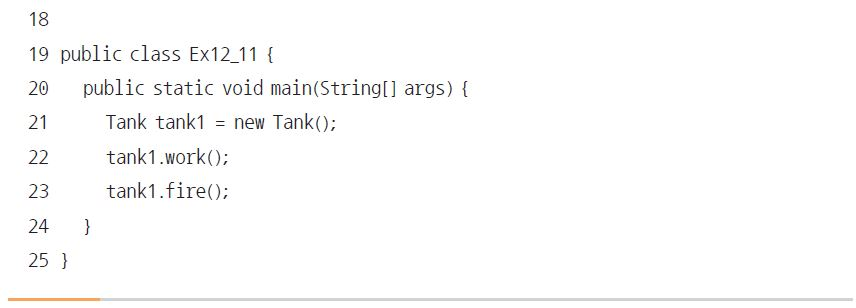 18
19 public class Ex12_11 {
20 public static void main(String[] args) {
21 Tank tank1 = new Tank();
22 tank1.work();
23 tank1.fire();
24 }
25 }